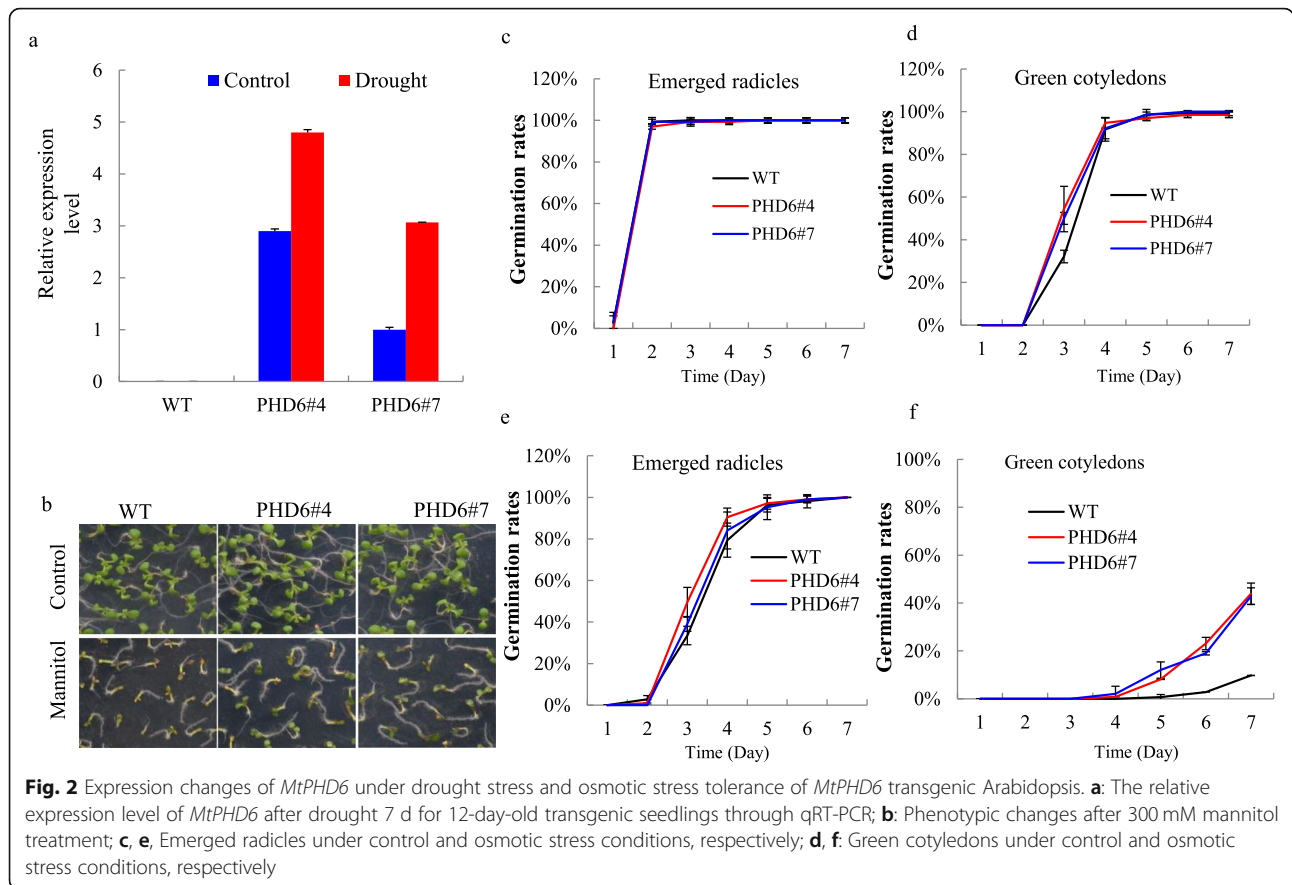 a
6
5
4
3
2
1
0
Relative expression
level
Control
Drought
WT
PHD6#4
PHD6#7
b
WT
PHD6#4
PHD6#7
Control
Mannitol
c
Emerged radicles
120%
100%
80%
60%
40%
20%
0%
Germination rates
WT
PHD6#4
PHD6#7
1 2 3 4 5 6 7
Time (Day)
d
Green cotyledons
120%
100%
80%
60%
40%
20%
0%
Germination rates
WT
PHD6#4
PHD6#7
1 2 3 4 5 6 7
Time (Day)
e
Emerged radicles
120%
100%
80%
60%
40%
20%
0%
Germination rates
WT
PHD6#4
PHD6#7
1 2 3 4 5 6 7
Time (Day)
f
Green cotyledons
100%
80%
60%
40%
20%
0%
Germination rates
WT
PHD6#4
PHD6#7
1 2 3 4 5 6 7
Time (Day)
Fig. 2 Expression changes of MtPHD6 under drought stress and osmotic stress tolerance of MtPHD6 transgenic Arabidopsis. a: The relative
expression level of MtPHD6 after drought 7 d for 12-day-old transgenic seedlings through qRT-PCR; b: Phenotypic changes after 300 mM mannitol
treatment; c, e, Emerged radicles under control and osmotic stress conditions, respectively; d, f: Green cotyledons under control and osmotic
stress conditions, respectively